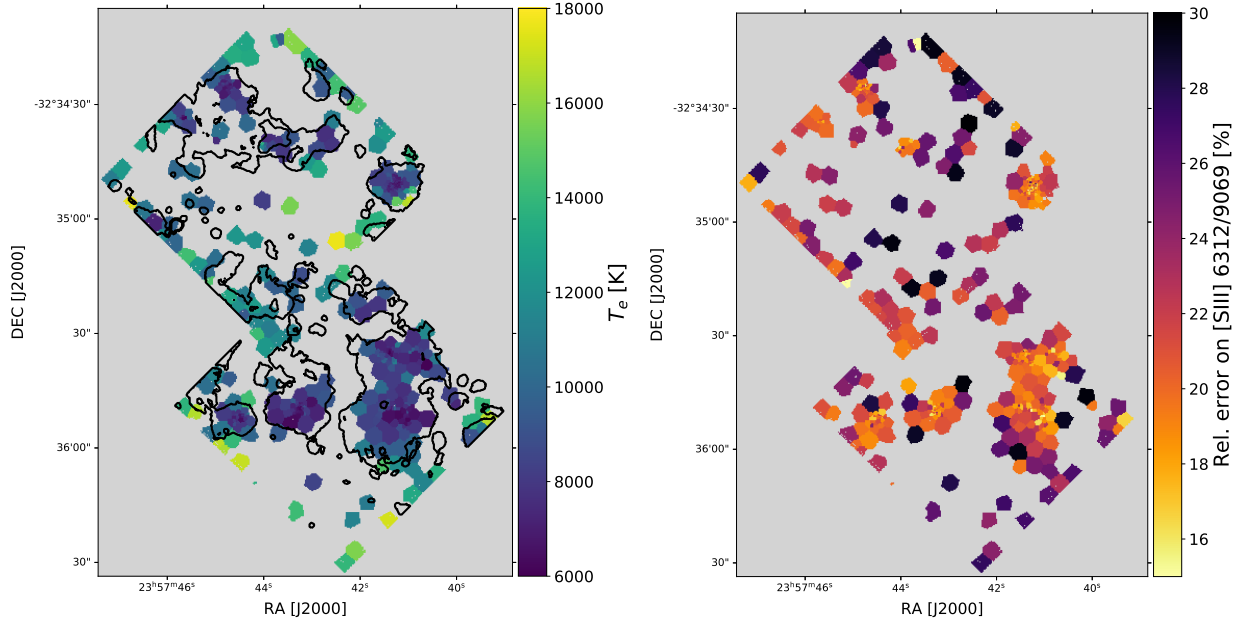 -32°34'30"
35'00"
30"
36'00"
30"
DEC [J2000]
23ʰ57ᵐ46ˢ
44ˢ
42ˢ
40ˢ
RA [J2000]
18000
16000
14000
12000
10000
8000
6000
Tₑ [K]
-32°34'30"
35'00"
30"
36'00"
30"
DEC [J2000]
23ʰ57ᵐ46ˢ
44ˢ
42ˢ
40ˢ
RA [J2000]
30
28
26
24
22
20
18
16
Rel. error on [SIII] 6312/9069 [%]